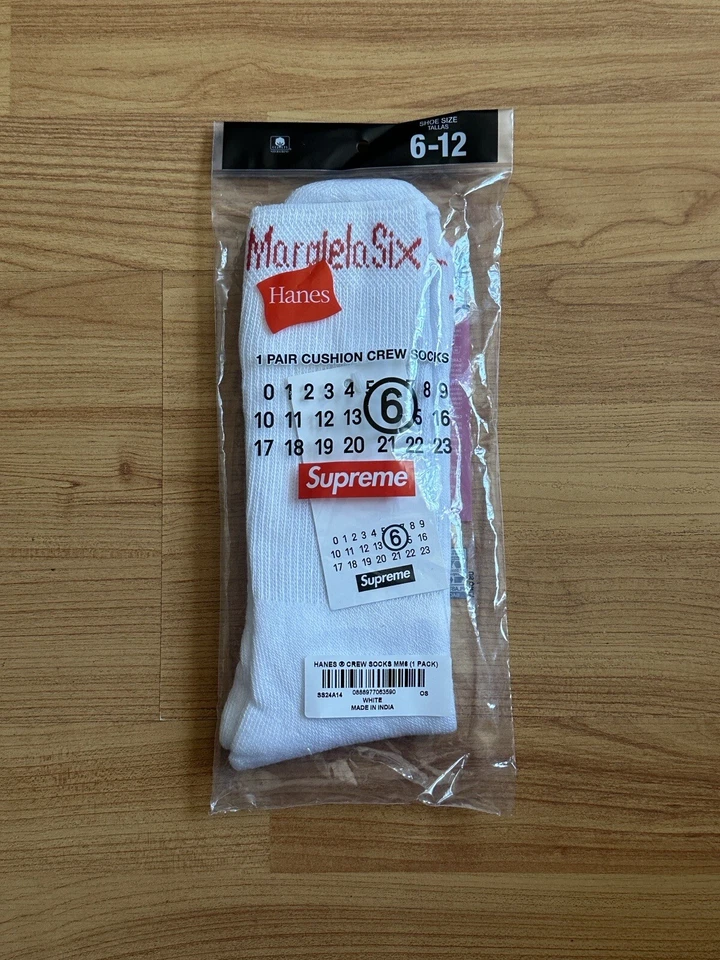 SHOE SIZE
TALLAS
6-12
MargielaSix
Hanes
1 PAIR CUSHION CREW SOCKS
0 1 2 3 4 5 6 7 8 9
10 11 12 13 15 16
17 18 19 20 21 22 23
Supreme
0 1 2 3 4 5 6 7 8 9
10 11 12 13 15 16
17 18 19 20 21 22 23
Supreme
HANES ® CREW SOCKS MM6 (1 PACK)
SS24A14 0888977063590 OS
WHITE
MADE IN INDIA